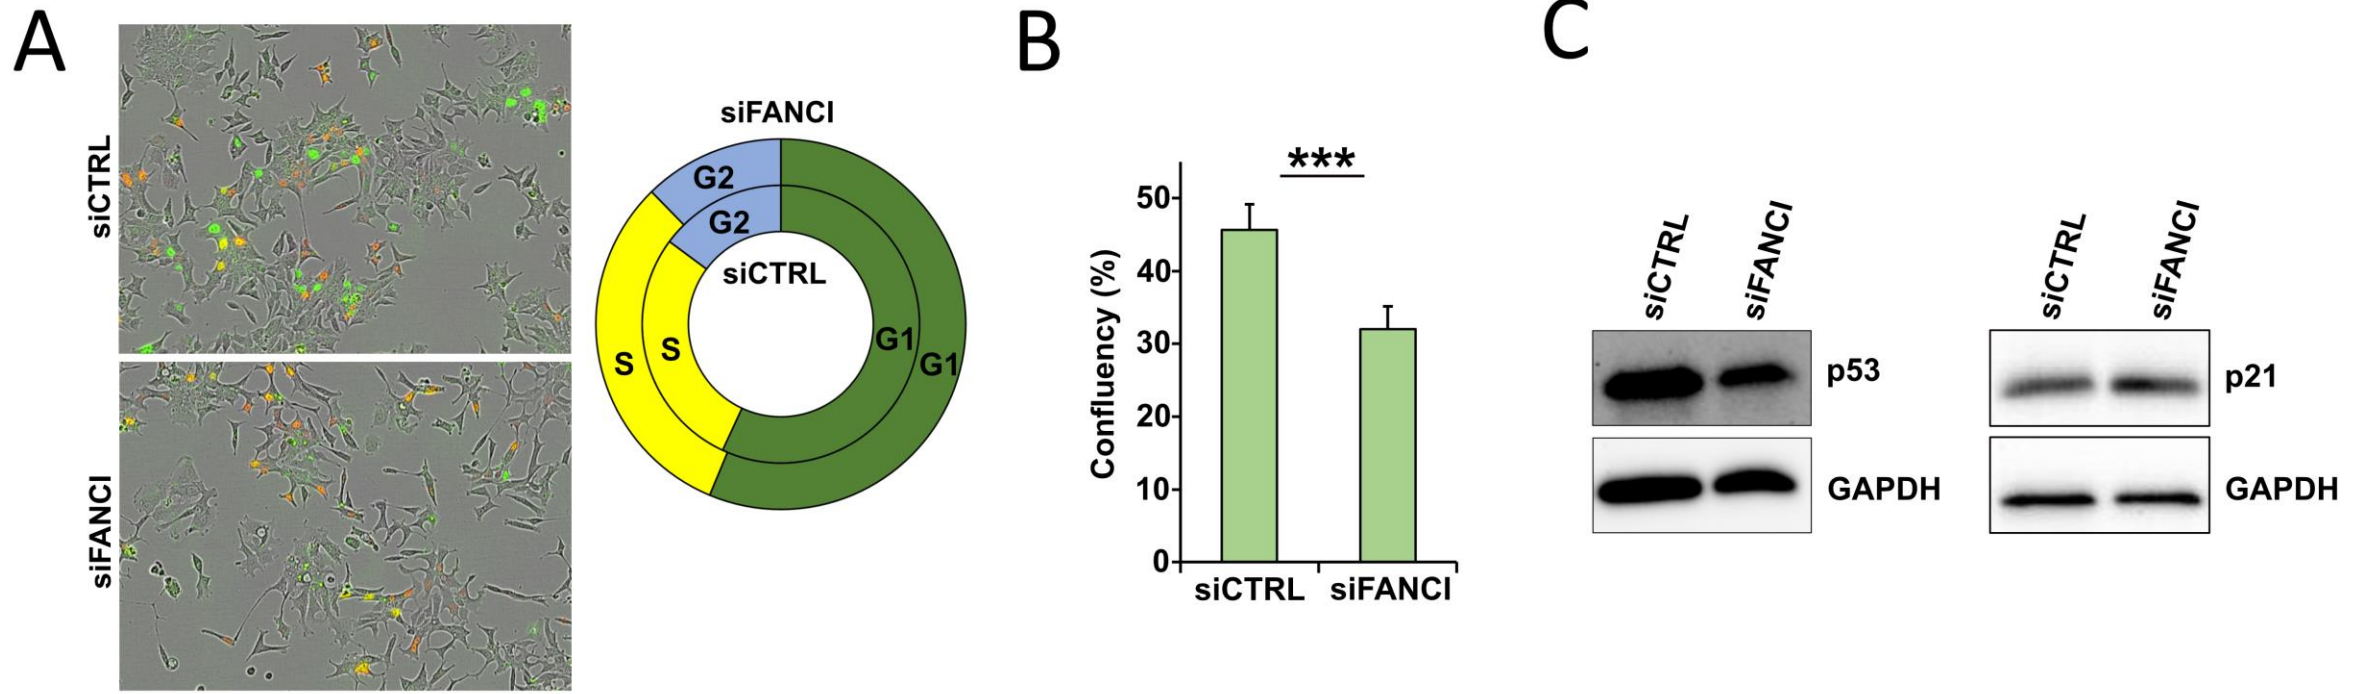 A
siCTRL
siFANCI
siFANCI
G2
G2
siCTRL
S
S
G1
G1
B
***
Confluency (%)
50
40
30
20
10
0
siCTRL
siFANCI
C
siCTRL
siFANCI
p53
GAPDH
siCTRL
siFANCI
p21
GAPDH